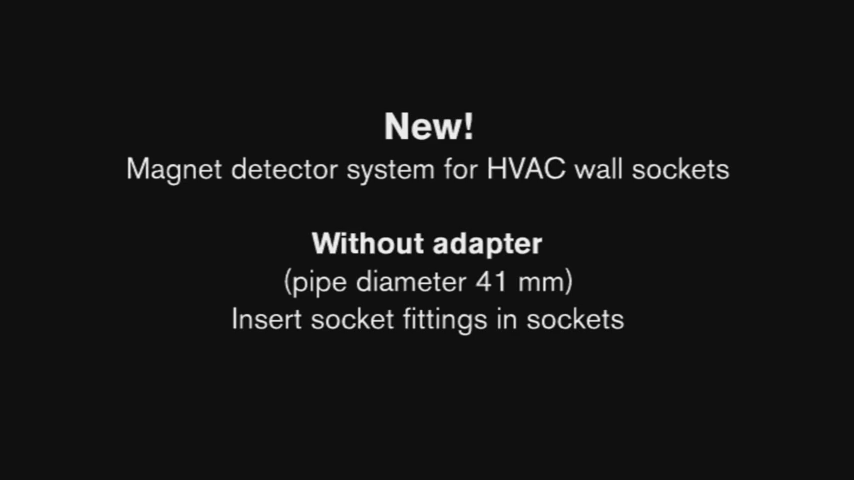 New!
Magnet detector system for HVAC wall sockets
Without adapter
(pipe diameter 41 mm)
Insert socket fittings in sockets